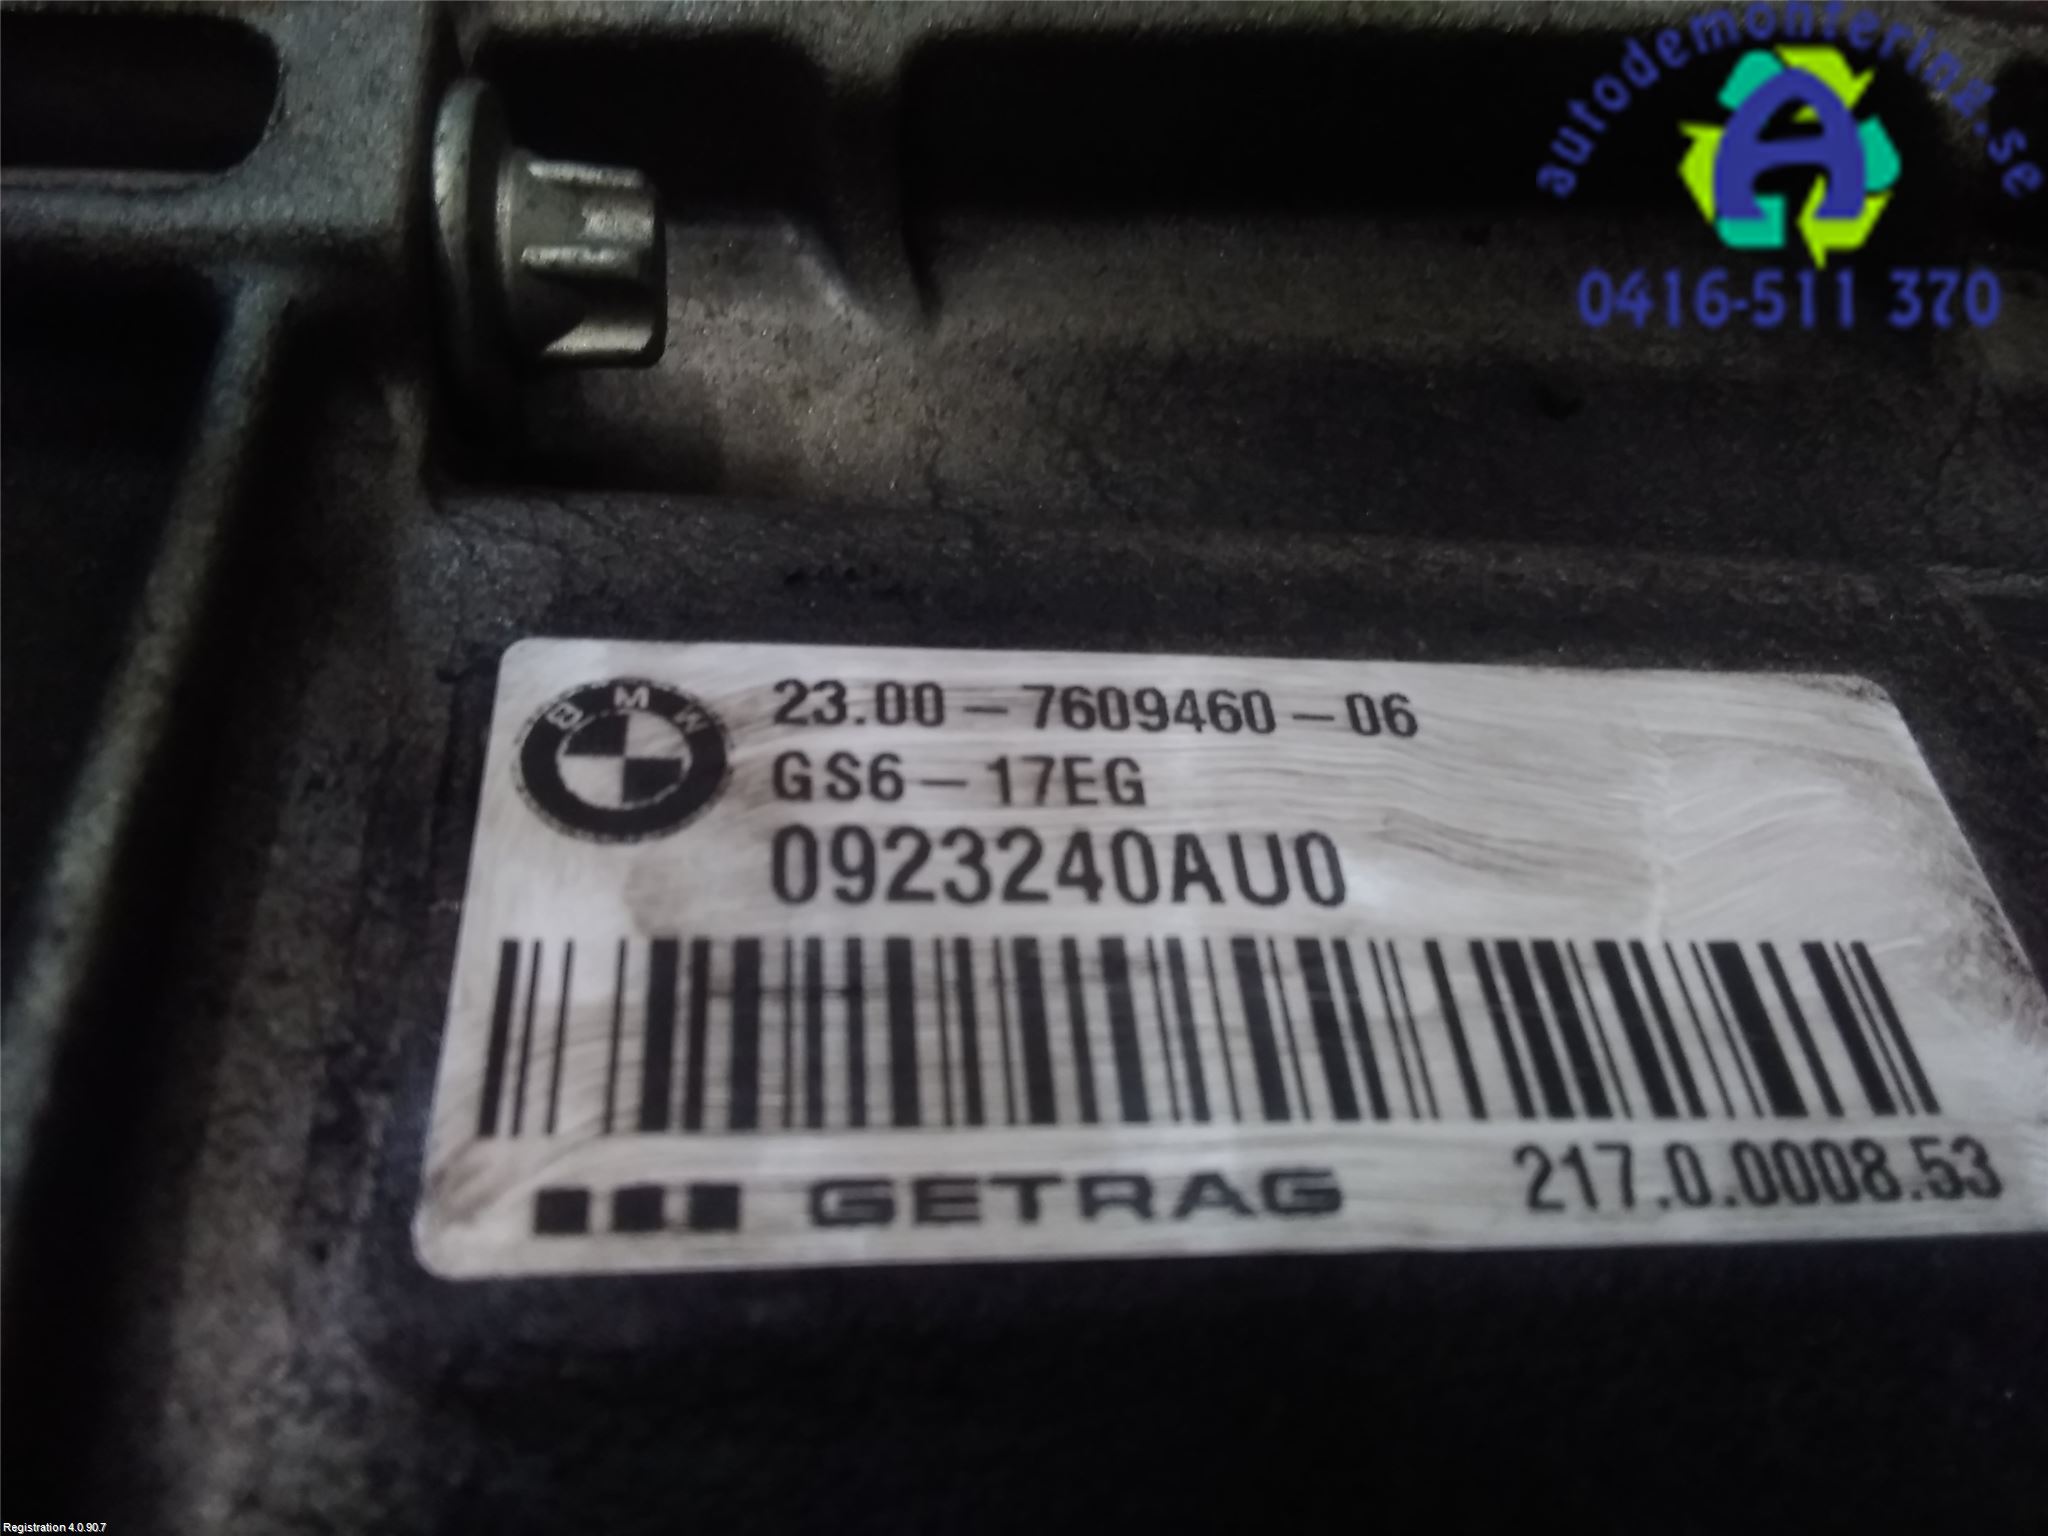 autodemontering.se
A
0416-511 370
BMW
23.00-7609460-06
GS6-17EG
0923240AU0
GETRAG
217.0.0008.53
Registration 4.0.90.7